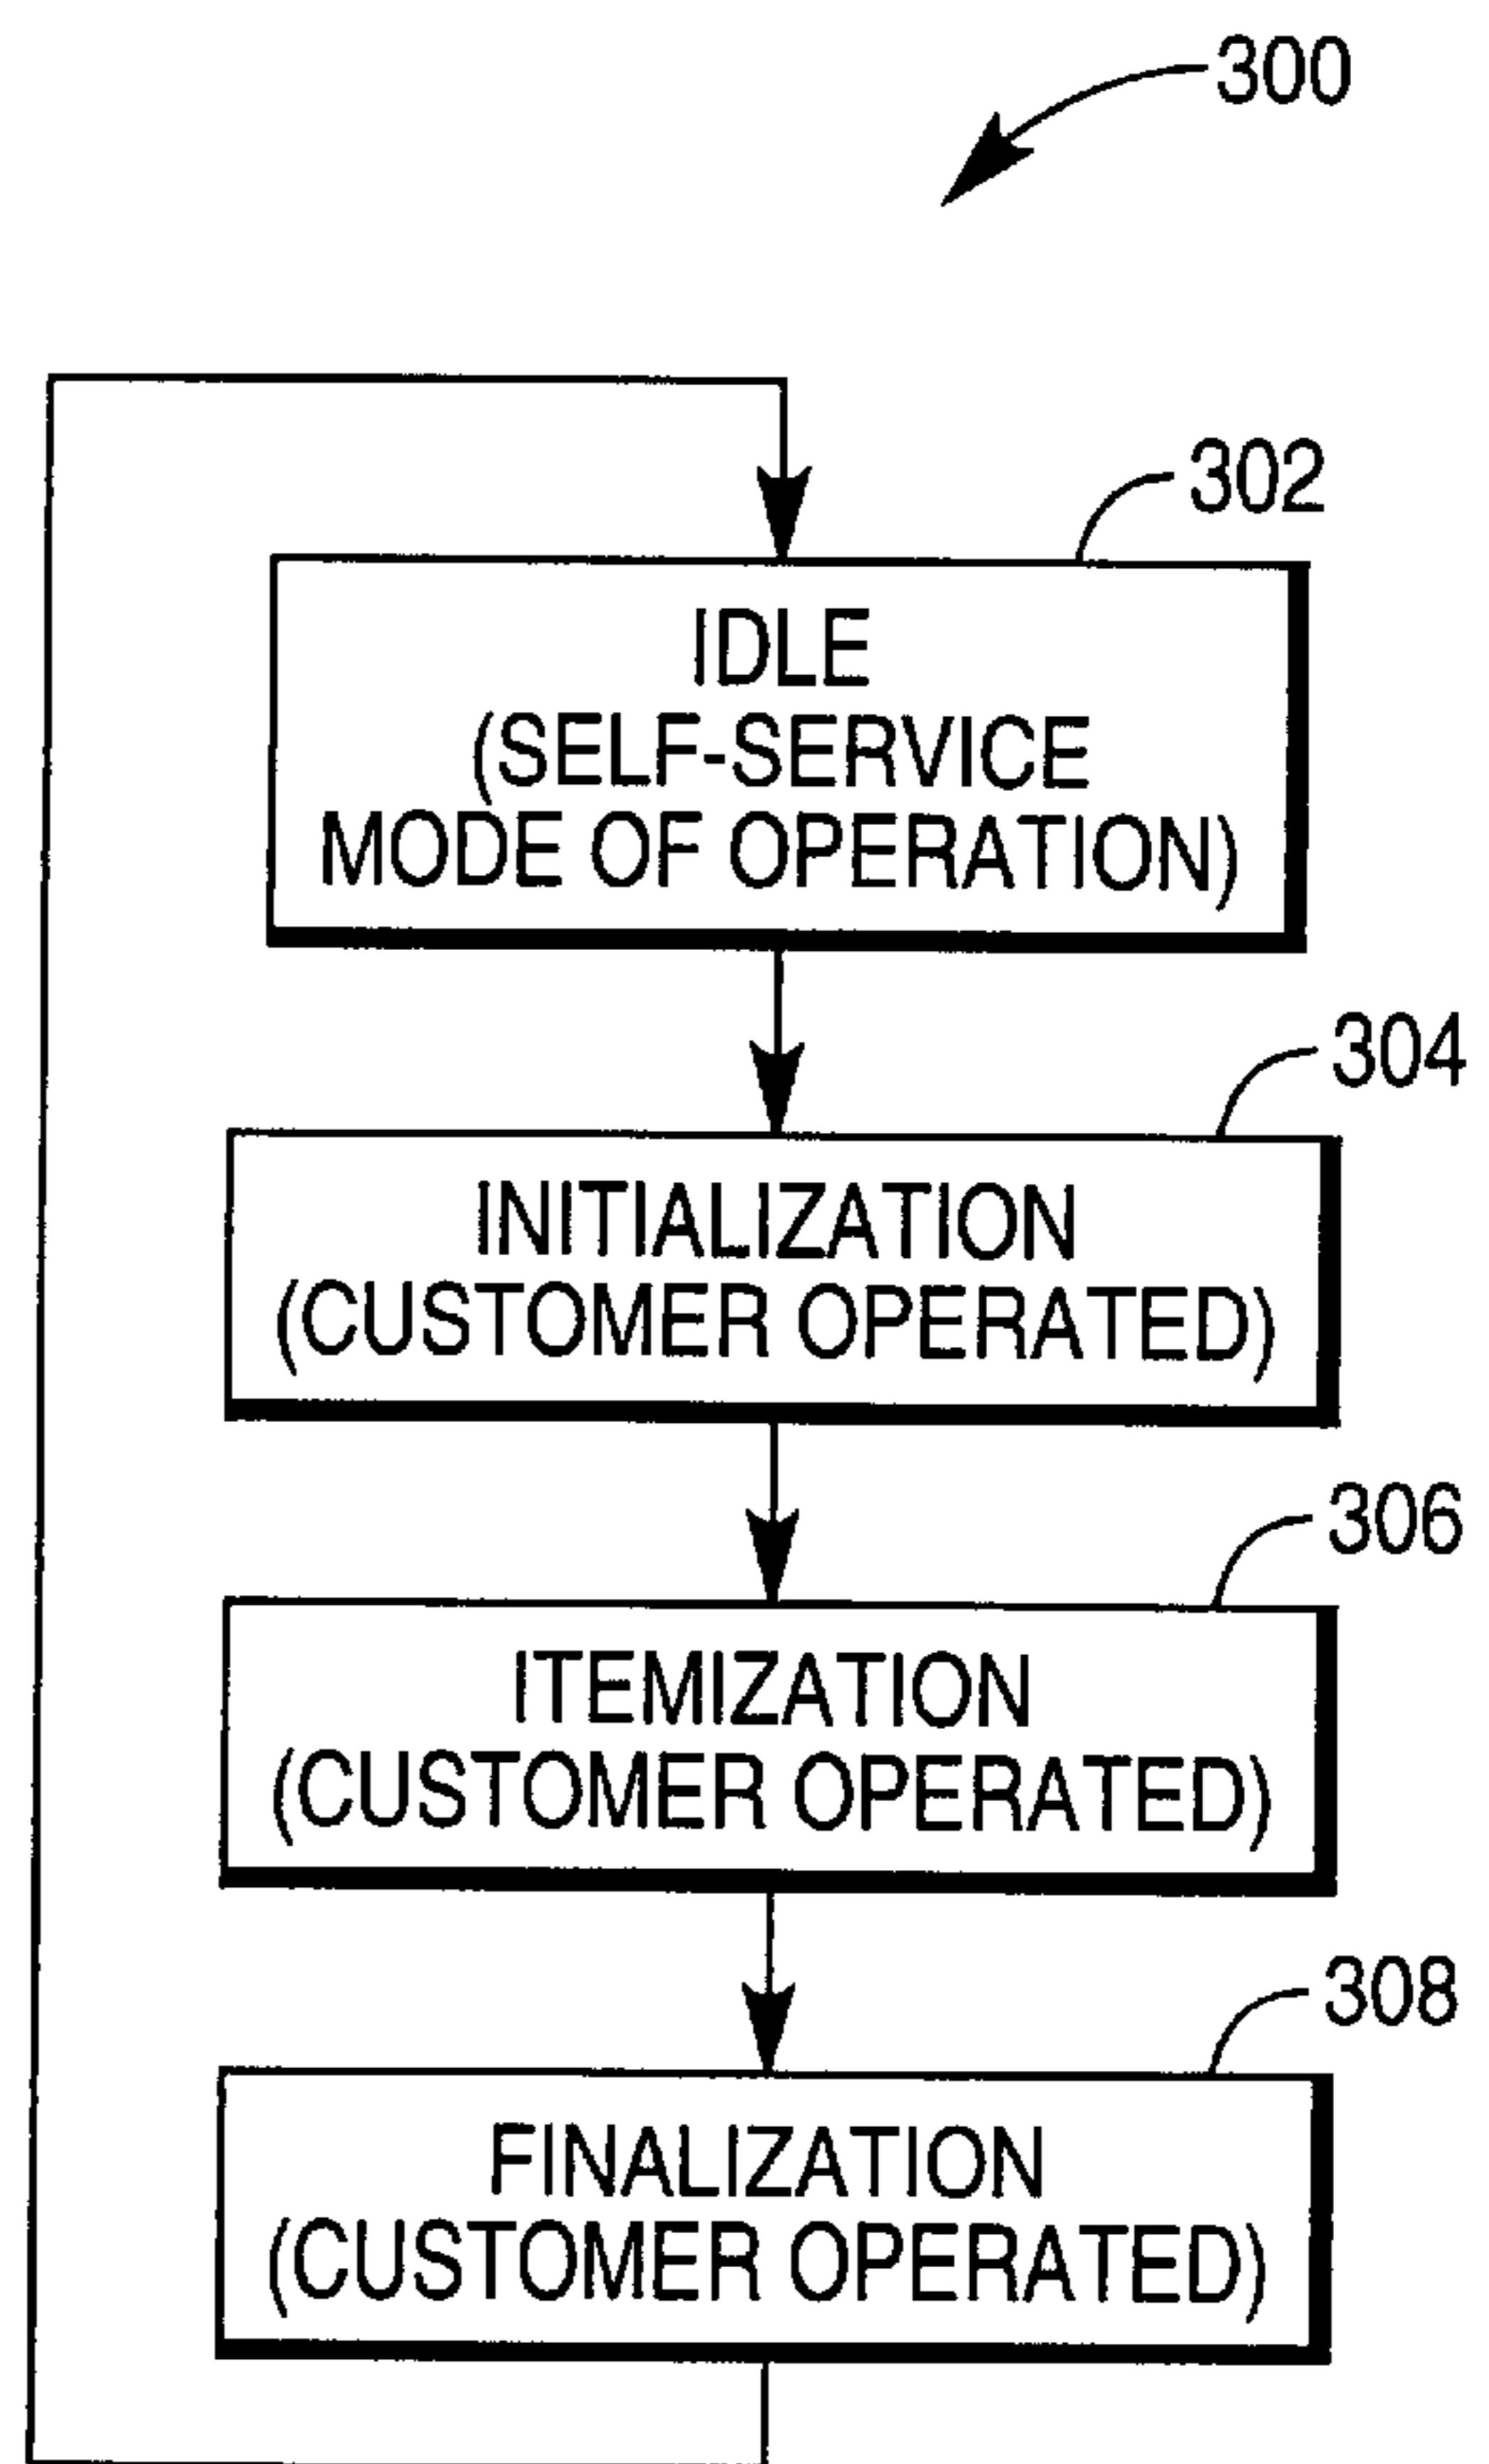 300
302
IDLE
(SELF-SERVICE
MODE OF OPERATION)
304
INITIALIZATION
(CUSTOMER OPERATED)
306
ITEMIZATION
(CUSTOMER OPERATED)
308
FINALIZATION
(CUSTOMER OPERATED)